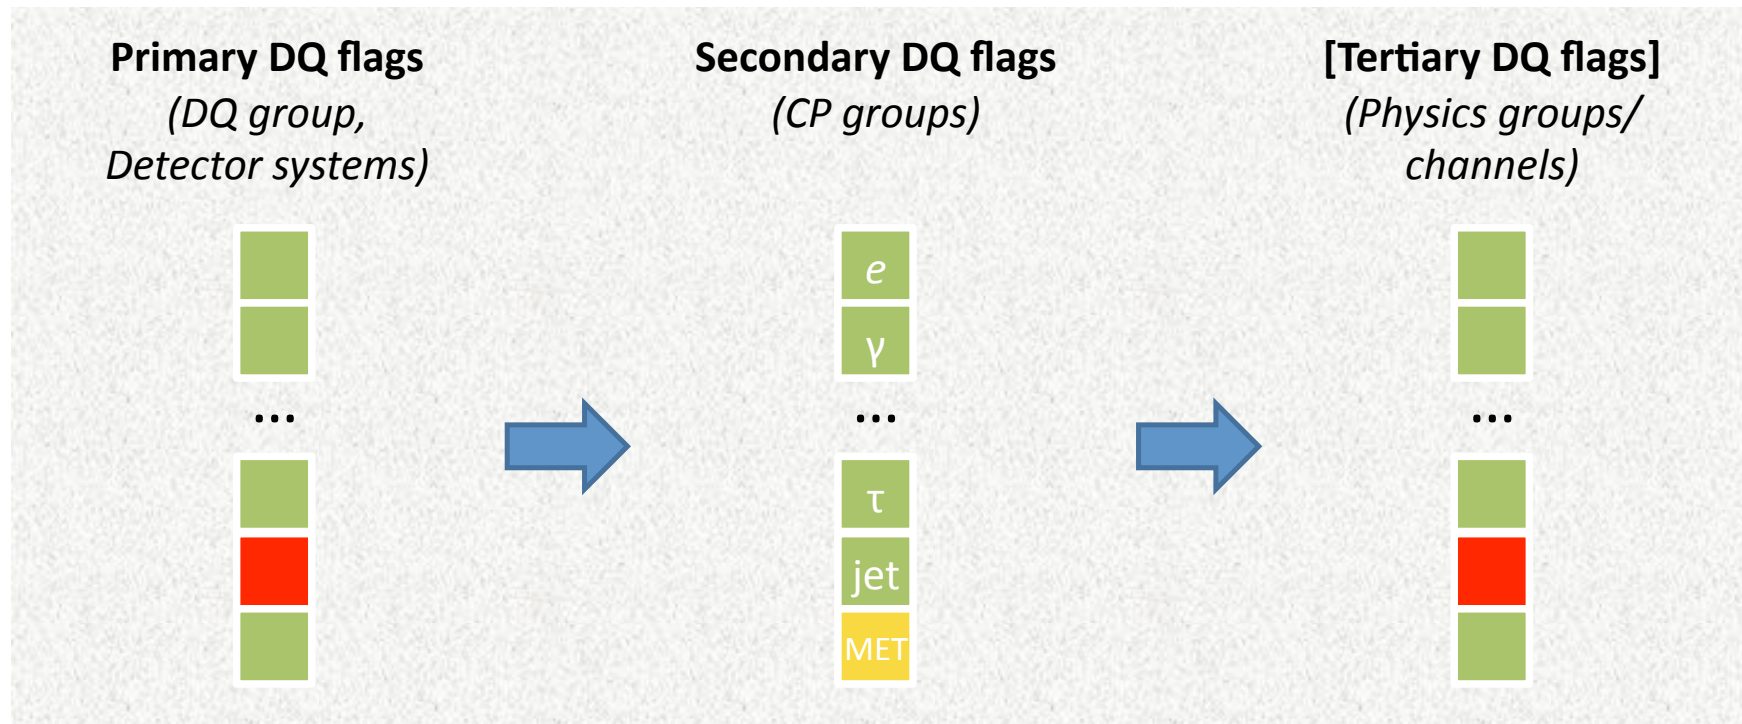 Primary DQ flags
(DQ group,
Detector systems)
...
Secondary DQ flags
(CP groups)
e
γ
...
τ
jet
MET
[Tertiary DQ flags]
(Physics groups/
channels)
...